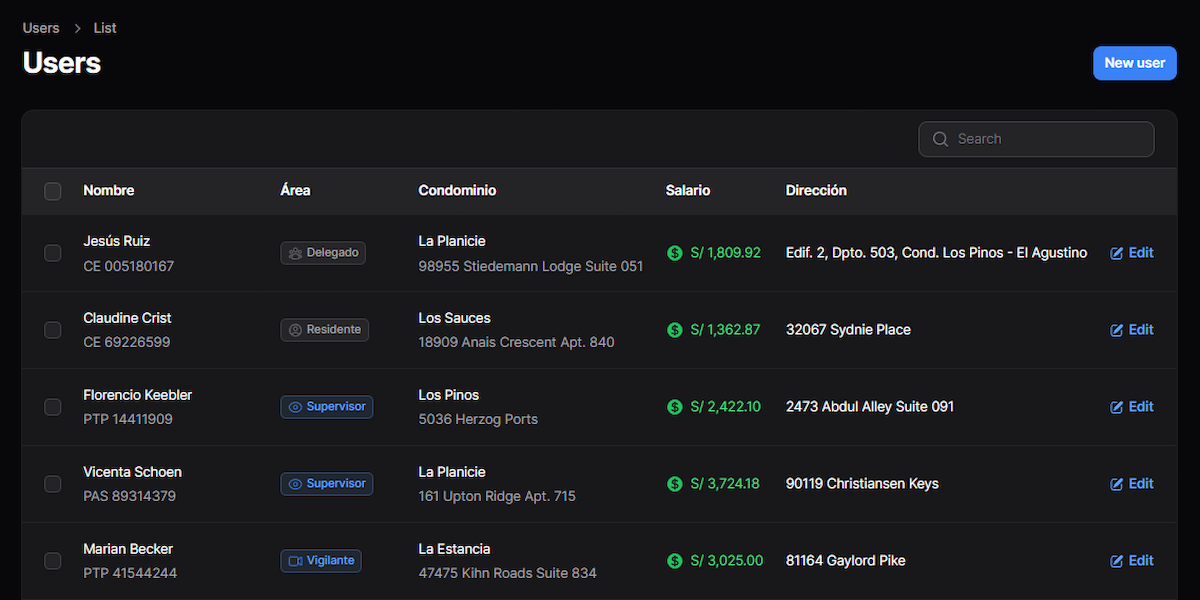 Users > List
Users
New user
Search
Nombre Área Condominio Salario Dirección
Jesús Ruiz
CE 005180167
Delegado
La Planicie
98955 Stiedemann Lodge Suite 051
S/ 1,809.92
Edif. 2, Dpto. 503, Cond. Los Pinos - El Agustino
Edit
Claudine Crist
CE 69226599
Residente
Los Sauces
18909 Anais Crescent Apt. 840
S/ 1,362.87
32067 Sydnie Place
Edit
Florencio Keebler
PTP 14411909
Supervisor
Los Pinos
5036 Herzog Ports
S/ 2,422.10
2473 Abdul Alley Suite 091
Edit
Vicenta Schoen
PAS 89314379
Supervisor
La Planicie
161 Upton Ridge Apt. 715
S/ 3,724.18
90119 Christiansen Keys
Edit
Marian Becker
PTP 41544244
Vigilante
La Estancia
47475 Kihn Roads Suite 834
S/ 3,025.00
81164 Gaylord Pike
Edit